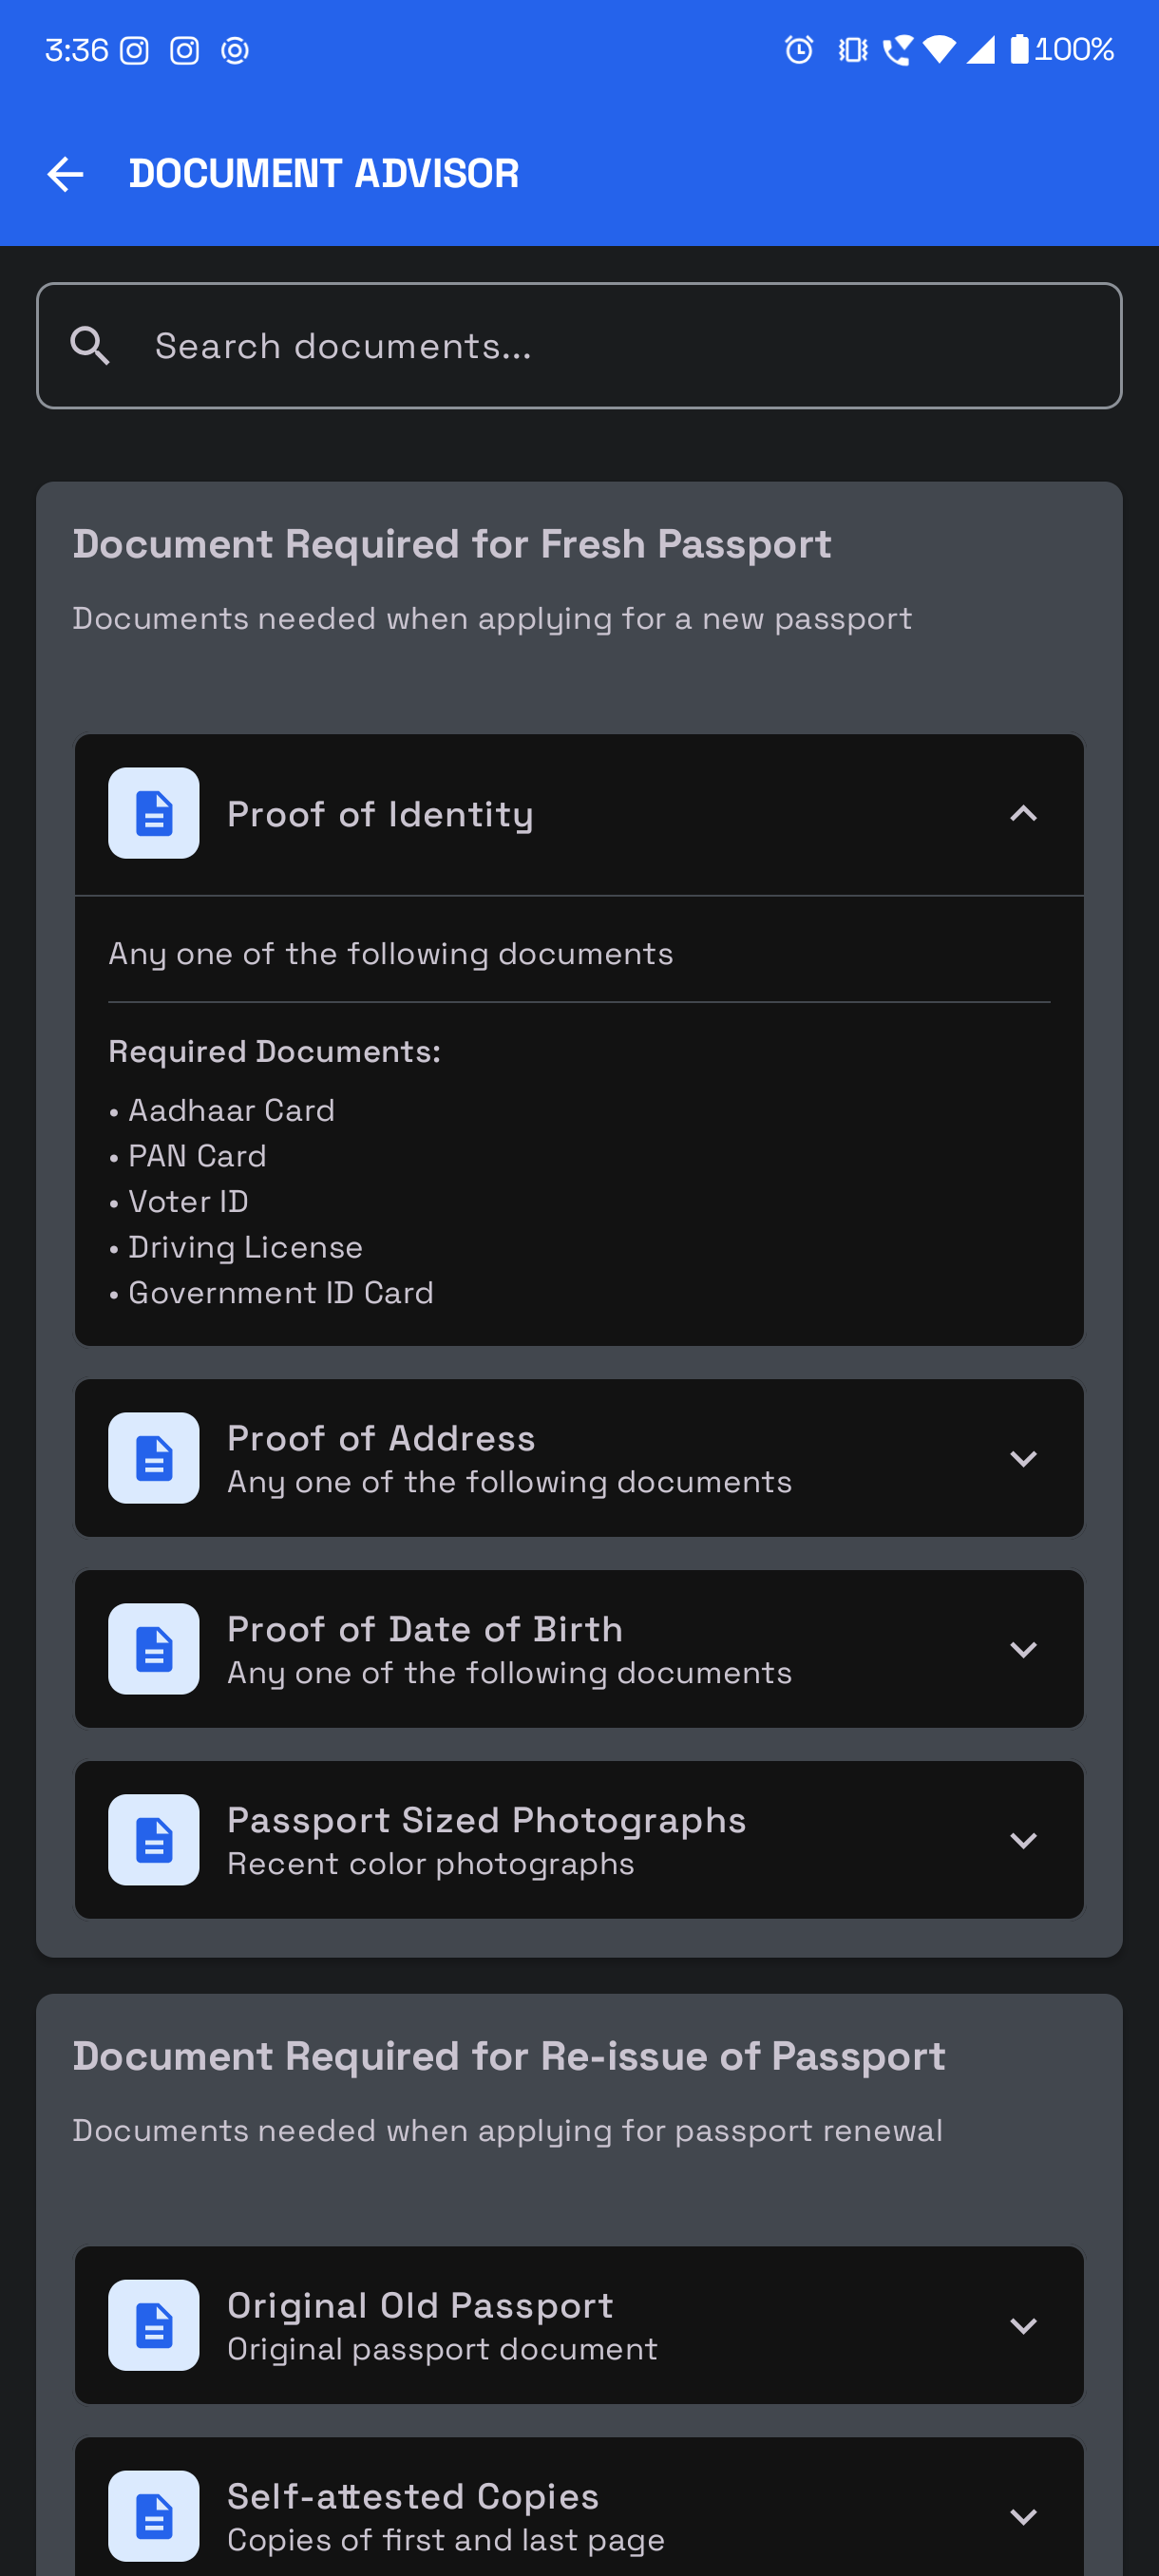 3:36
100%
DOCUMENT ADVISOR
Search documents...
Document Required for Fresh Passport
Documents needed when applying for a new passport
Proof of Identity
Any one of the following documents
Required Documents:
• Aadhaar Card
• PAN Card
• Voter ID
• Driving License
• Government ID Card
Proof of Address
Any one of the following documents
Proof of Date of Birth
Any one of the following documents
Passport Sized Photographs
Recent color photographs
Document Required for Re-issue of Passport
Documents needed when applying for passport renewal
Original Old Passport
Original passport document
Self-attested Copies
Copies of first and last page